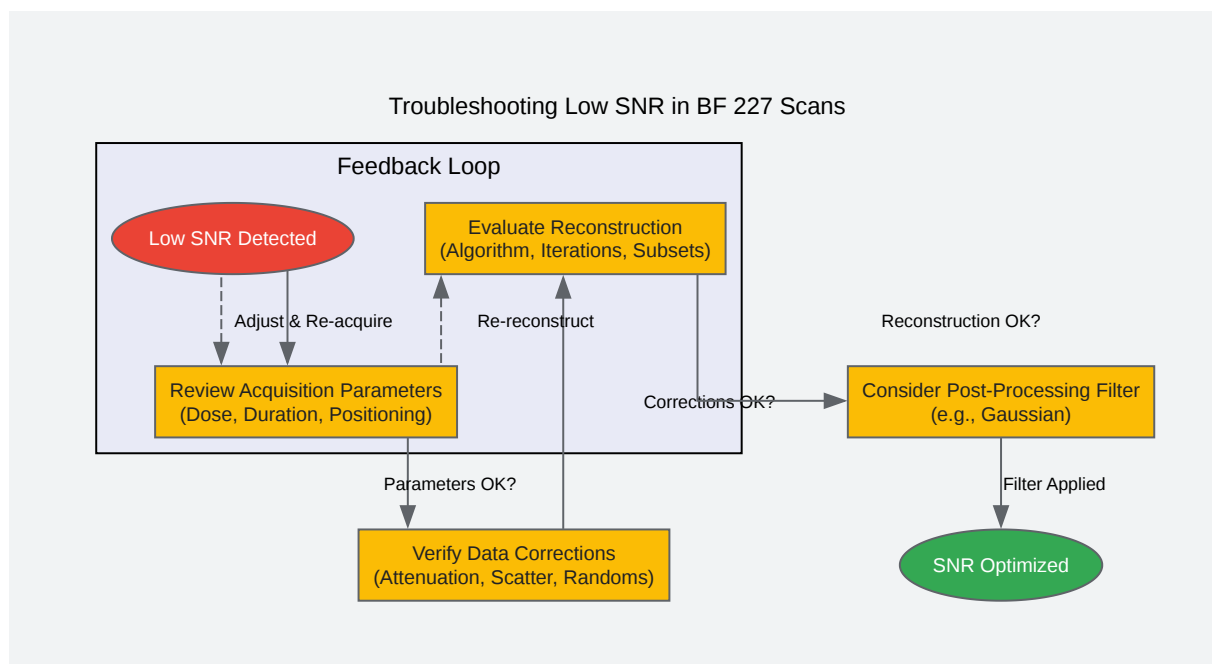 Troubleshooting Low SNR in BF 227 Scans
Feedback Loop
Low SNR Detected
Evaluate Reconstruction
(Algorithm, Iterations, Subsets)
Adjust & Re-acquire
Re-reconstruct
Reconstruction OK?
Review Acquisition Parameters
(Dose, Duration, Positioning)
Corrections OK?
Consider Post-Processing Filter
(e.g., Gaussian)
Parameters OK?
Filter Applied
Verify Data Corrections
(Attenuation, Scatter, Randoms)
SNR Optimized